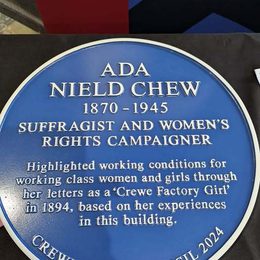 ADA
NIELD CHEW
1870-1945
SUFFRAGIST AND WOMEN'S
RIGHTS CAMPAIGNER
Highlighted working conditions for
working class women and girls through
her letters as a 'Crewe Factory Girl'
in 1894, based on her experiences
in this building.
CREWE 2024